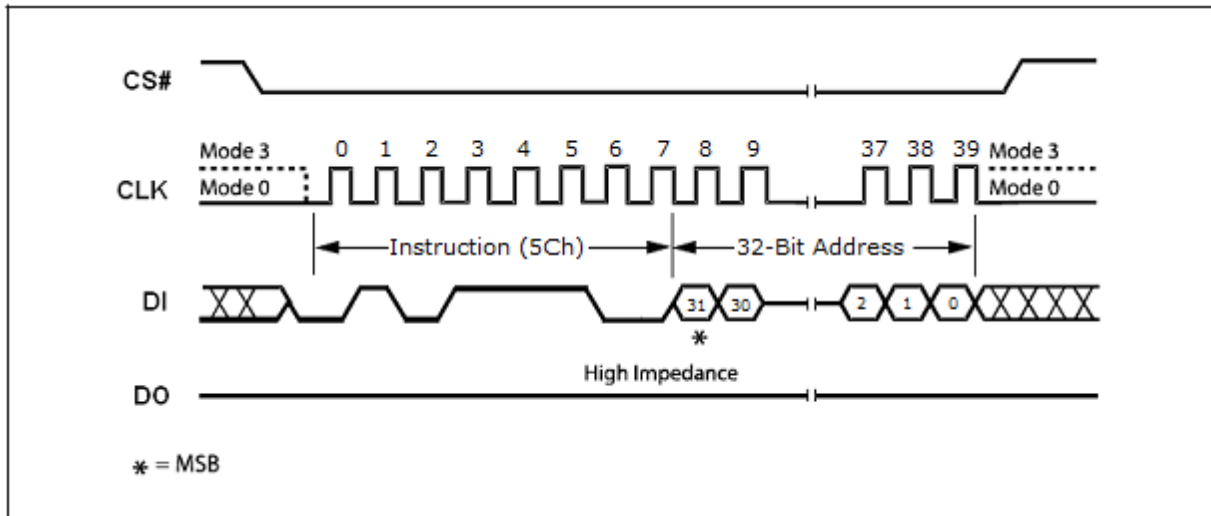 CS#
Mode 3 0 1 2 3 4 5 6 7 8 9 37 38 39 Mode 3
CLK Mode 0 Mode 0
Instruction (5Ch) 32-Bit Address
DI 31 30 2 1 0
*
High Impedance
DO
* = MSB